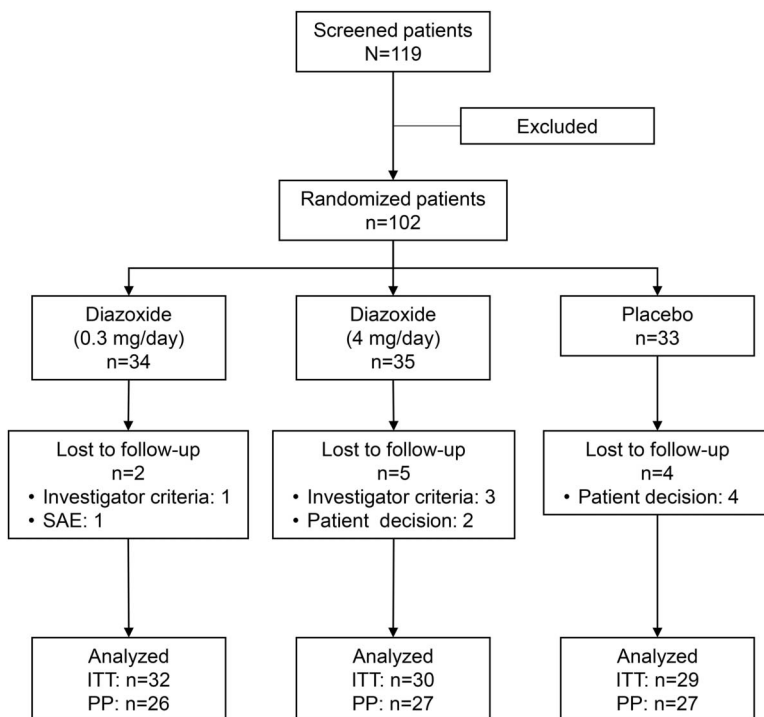 Screened patients
N=119
Excluded
Randomized patients
n=102
Diazoxide
(0.3 mg/day)
n=34
Diazoxide
(4 mg/day)
n=35
Placebo
n=33
Lost to follow-up
n=2
• Investigator criteria: 1
• SAE: 1
Lost to follow-up
n=5
• Investigator criteria: 3
• Patient decision: 2
Lost to follow-up
n=4
• Patient decision: 4
Analyzed
ITT: n=32
PP: n=26
Analyzed
ITT: n=30
PP: n=27
Analyzed
ITT: n=29
PP: n=27